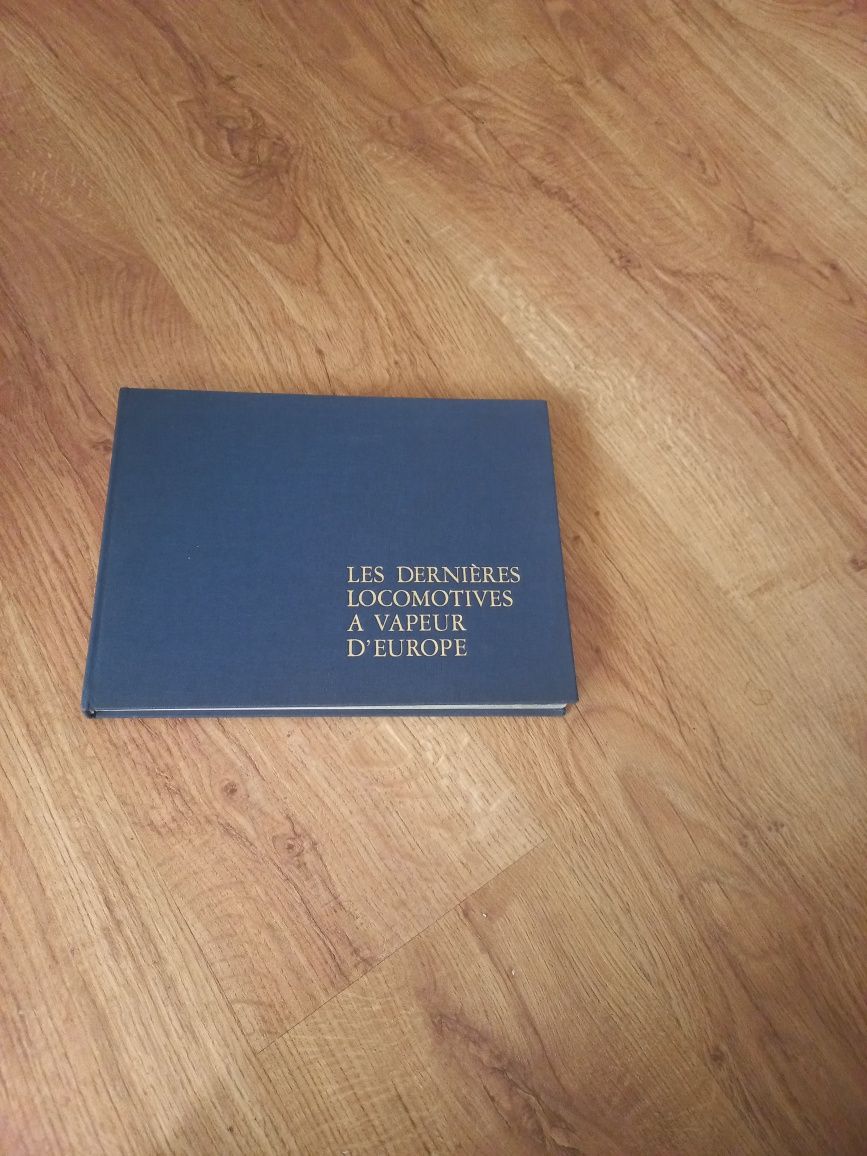 LES DERNIÈRES
LOCOMOTIVES
A VAPEUR
D'EUROPE